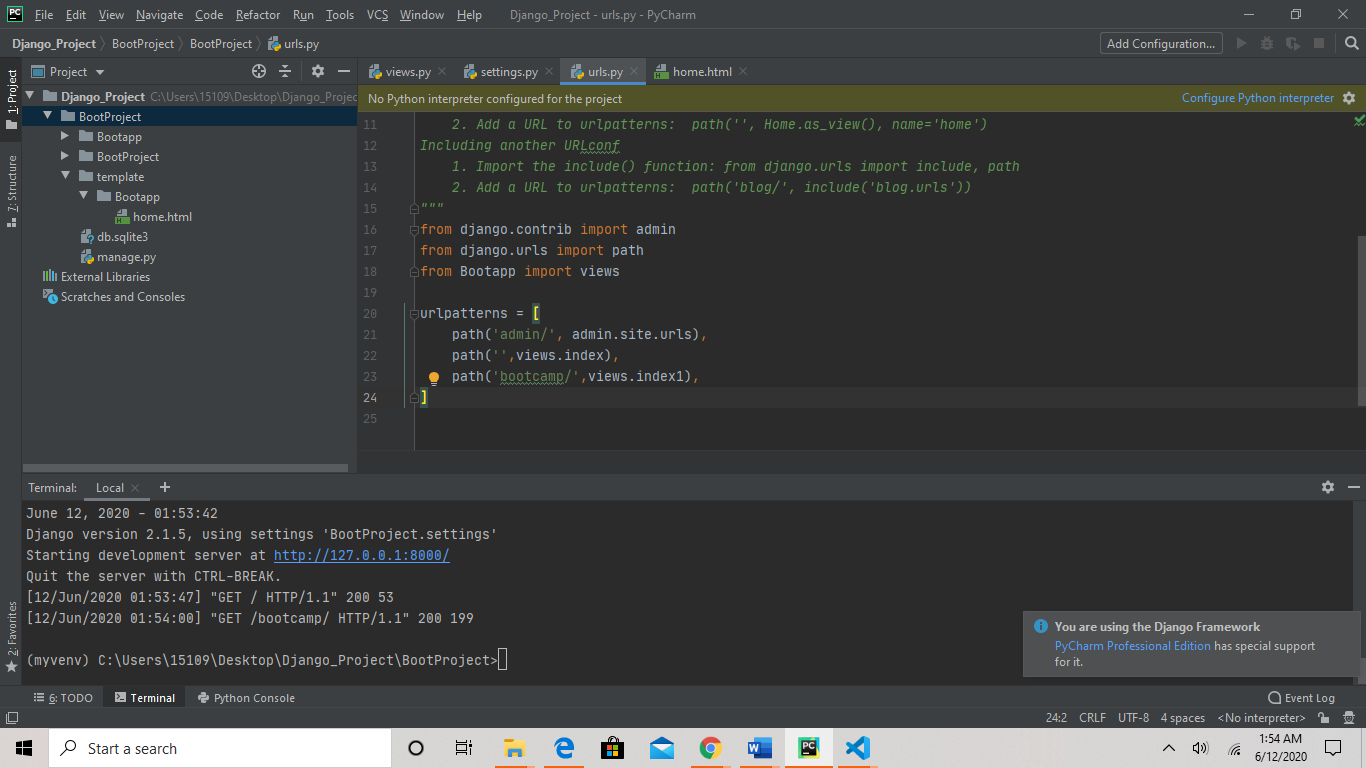 File Edit View Navigate Code Refactor Run Tools VCS Window Help Django_Project - urls.py - PyCharm
Django_Project BootProject BootProject urls.py Add Configuration...
1: Project
7: Structure
2: Favorites
Project
Django_Project C:\Users\15109\Desktop\Django_Projec
BootProject
Bootapp
BootProject
template
Bootapp
home.html
db.sqlite3
manage.py
External Libraries
Scratches and Consoles
views.py settings.py urls.py home.html
No Python interpreter configured for the project Configure Python interpreter
11 2. Add a URL to urlpatterns:  path('', Home.as_view(), name='home')
12 Including another URLconf
13 1. Import the include() function: from django.urls import include, path
14 2. Add a URL to urlpatterns:  path('blog/', include('blog.urls'))
15 """
16 from django.contrib import admin
17 from django.urls import path
18 from Bootapp import views
19
20 urlpatterns = [
21 path('admin/', admin.site.urls),
22 path('',views.index),
23 path('bootcamp/',views.index1),
24 ]
25
Terminal: Local +
June 12, 2020 - 01:53:42
Django version 2.1.5, using settings 'BootProject.settings'
Starting development server at http://127.0.0.1:8000/
Quit the server with CTRL-BREAK.
[12/Jun/2020 01:53:47] "GET / HTTP/1.1" 200 53
[12/Jun/2020 01:54:00] "GET /bootcamp/ HTTP/1.1" 200 199
(myvenv) C:\Users\15109\Desktop\Django_Project\BootProject>
You are using the Django Framework
PyCharm Professional Edition has special support
for it.
6: TODO Terminal Python Console Event Log
24:2 CRLF UTF-8 4 spaces <No interpreter>
Start a search
1:54 AM
6/12/2020